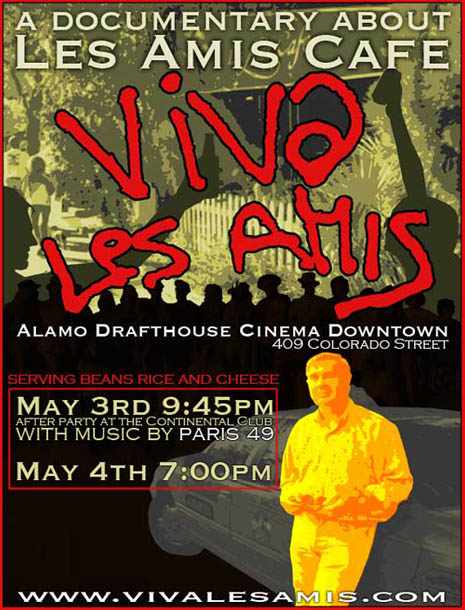 A DOCUMENTARY ABOUT
LES AMIS CAFE
Viva
Les AMIS
ALAMO DRAFTHOUSE CINEMA DOWNTOWN
409 COLORADO STREET
SERVING BEANS RICE AND CHEESE
MAY 3RD 9:45PM
AFTER PARTY AT THE CONTINENTAL CLUB
WITH MUSIC BY PARIS 49
MAY 4TH 7:00PM
WWW.VIVALESAMIS.COM